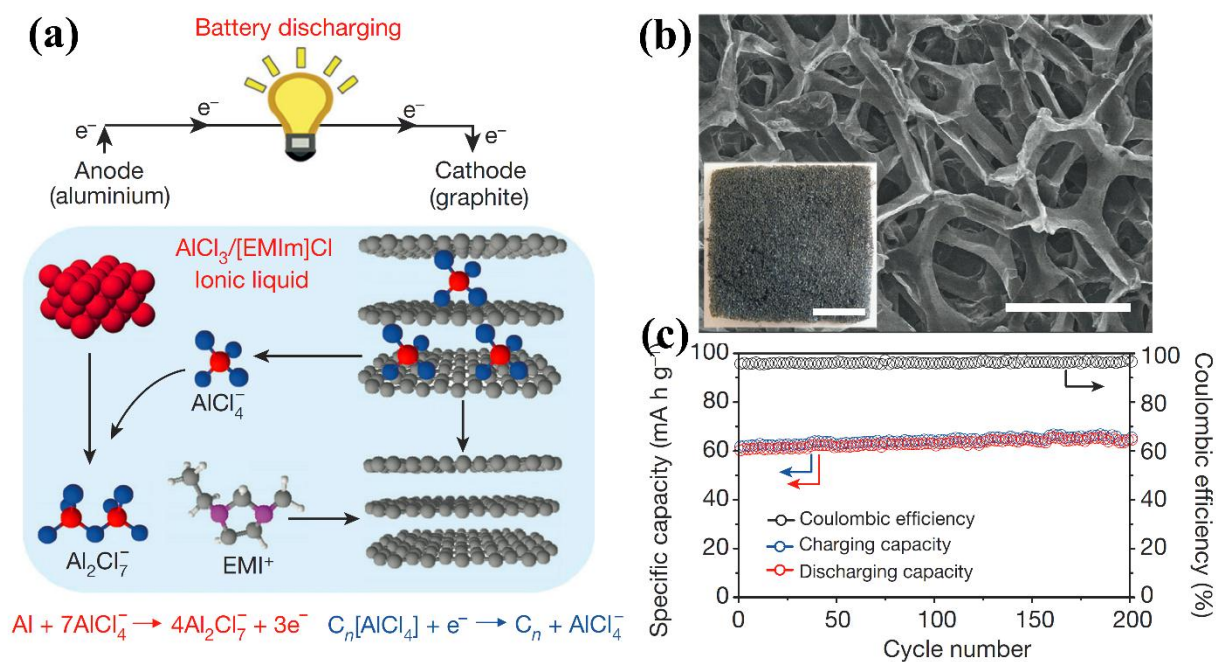 (a)
Battery discharging
e⁻
e⁻
e⁻
e⁻
Anode
(aluminium)
Cathode
(graphite)
AlCl₃/[EMIm]Cl
Ionic liquid
AlCl₄⁻
Al₂Cl₇⁻
EMI⁺
Al + 7AlCl₄⁻ → 4Al₂Cl₇⁻ + 3e⁻
Cₙ[AlCl₄] + e⁻ → Cₙ + AlCl₄⁻
(b)
(c)
Specific capacity (mA h g⁻¹)
100
80
60
40
20
0
Coulombic efficiency
Charging capacity
Discharging capacity
100
80
60
40
20
0
Coulombic efficiency (%)
0
50
100
150
200
Cycle number